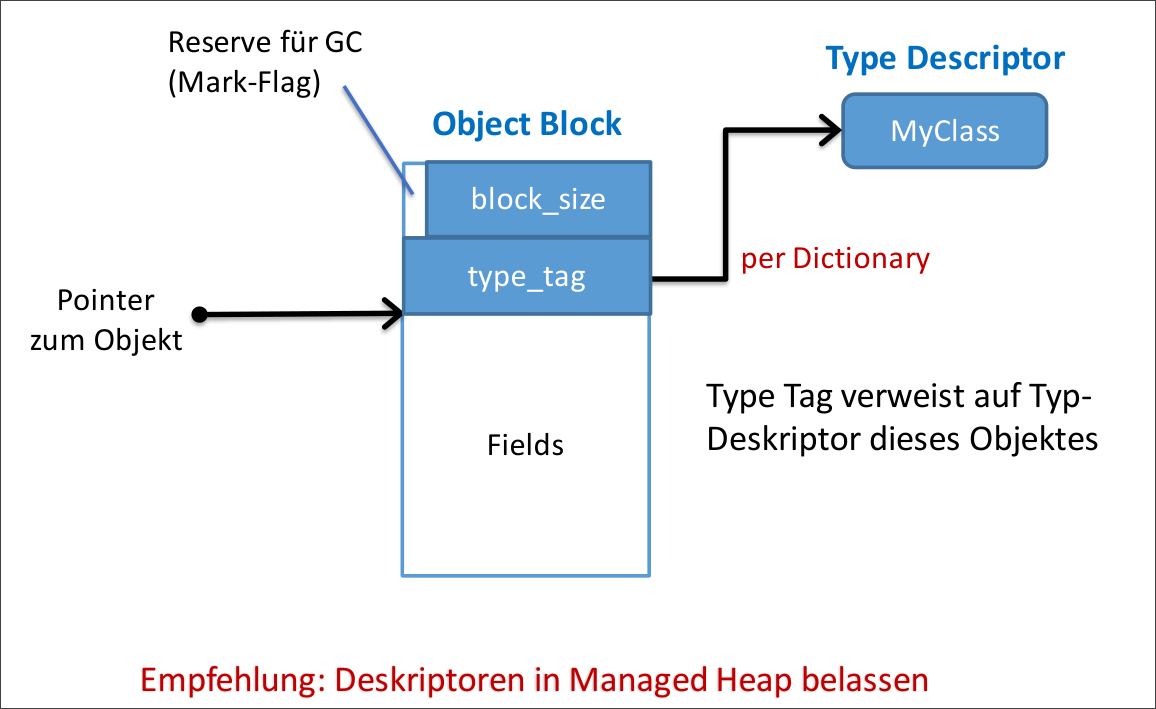 Reserve für GC
(Mark-Flag)
Type Descriptor
Object Block
MyClass
block_size
type_tag
per Dictionary
Pointer
zum Objekt
Type Tag verweist auf Typ-
Deskriptor dieses Objektes
Fields
Empfehlung: Deskriptoren in Managed Heap belassen